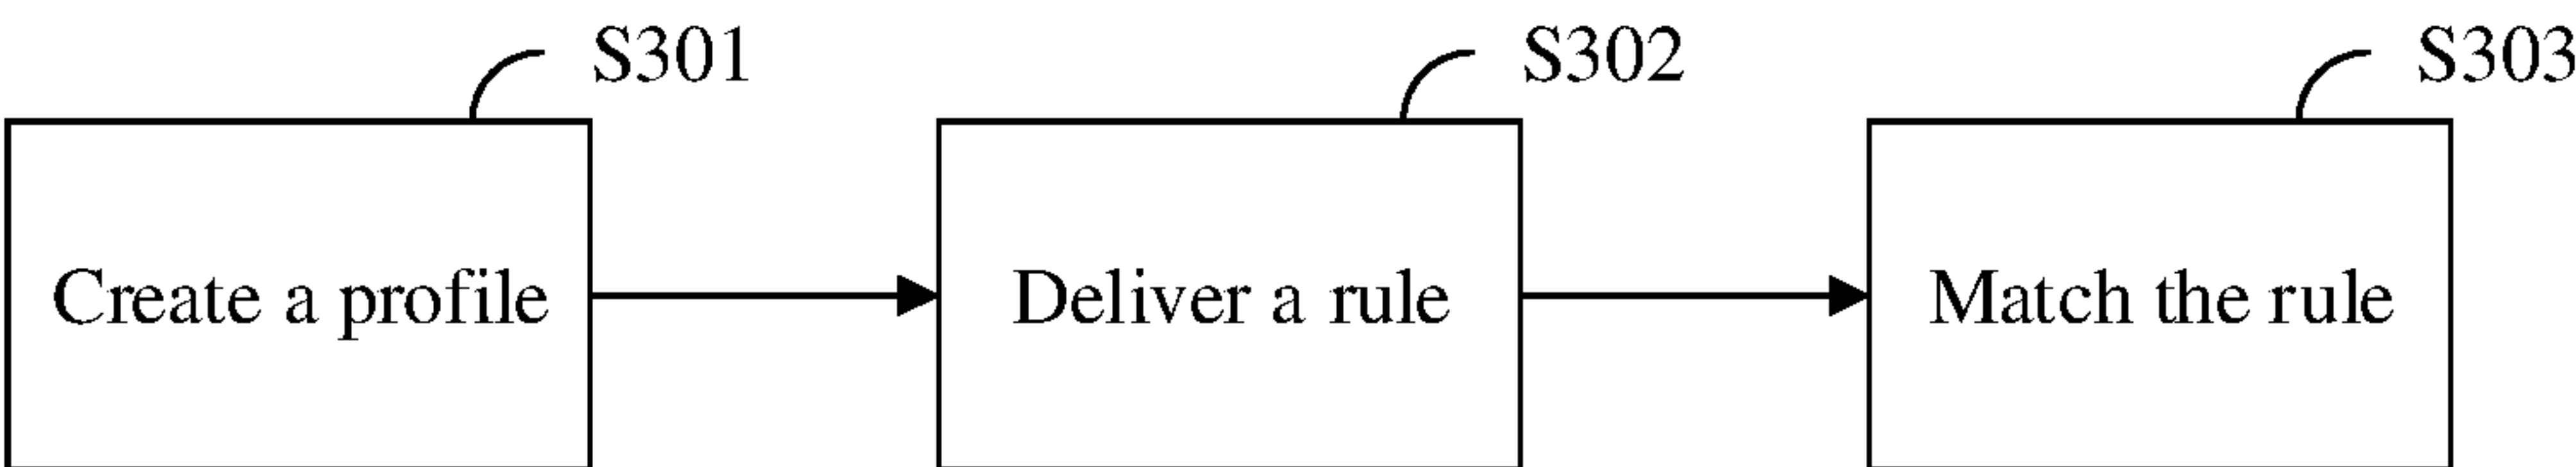 S301
S302
S303
Create a profile
Deliver a rule
Match the rule